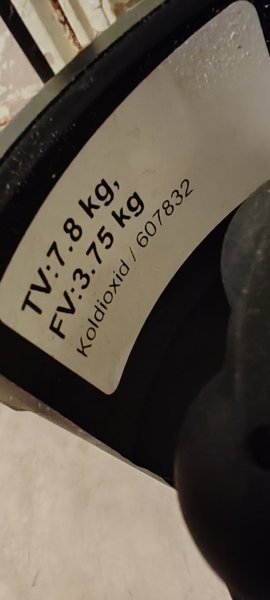 TV:7.8 kg,
FV:3.75 kg
Koldioxid / 607832